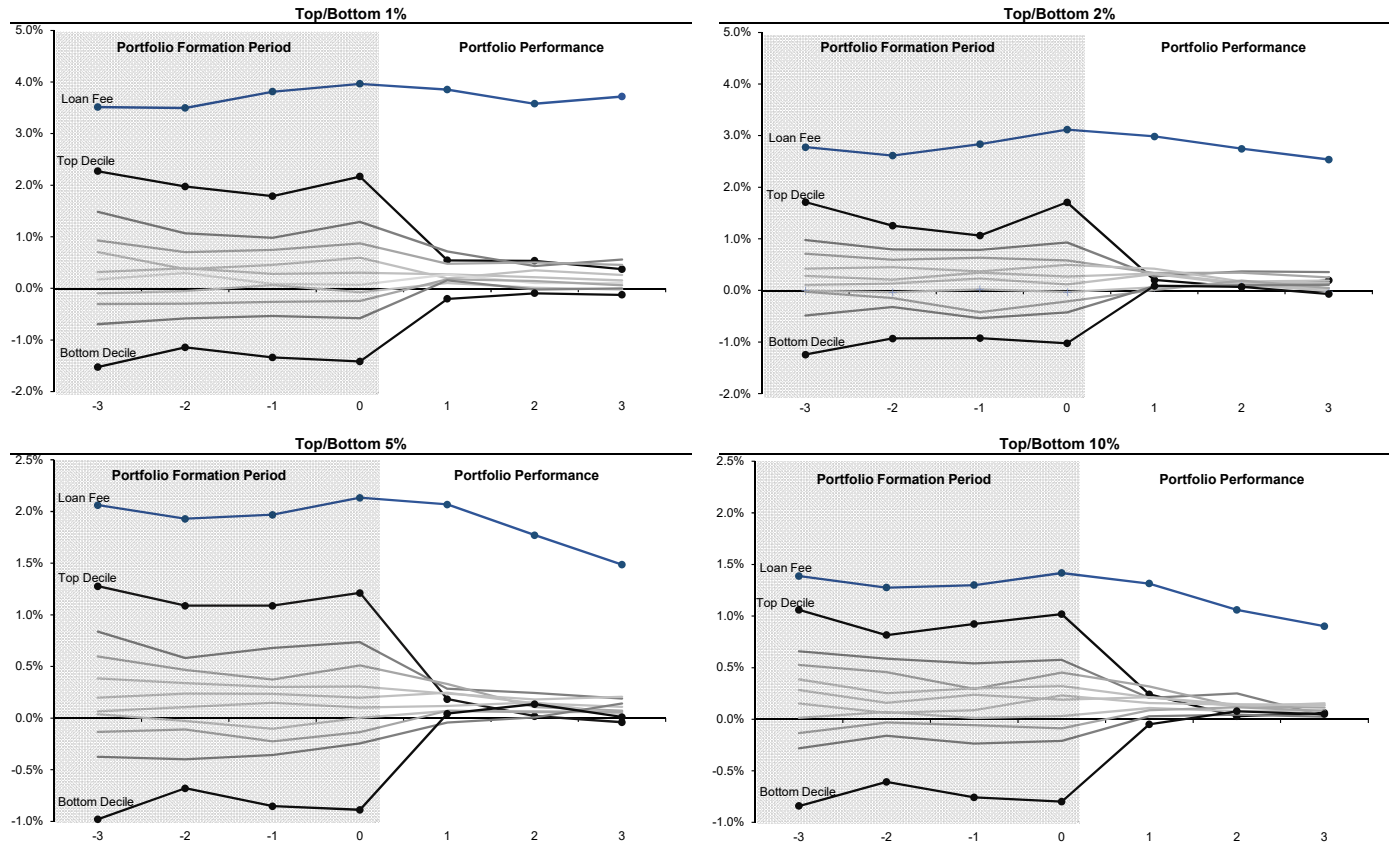 Top/Bottom 1%
5.0%
4.0%
3.0%
2.0%
1.0%
0.0%
-1.0%
-2.0%
Portfolio Formation Period
Portfolio Performance
Loan Fee
Top Decile
Bottom Decile
-3 -2 -1 0 1 2 3
Top/Bottom 2%
5.0%
4.0%
3.0%
2.0%
1.0%
0.0%
-1.0%
-2.0%
Portfolio Formation Period
Portfolio Performance
Loan Fee
Top Decile
Bottom Decile
-3 -2 -1 0 1 2 3
Top/Bottom 5%
2.5%
2.0%
1.5%
1.0%
0.5%
0.0%
-0.5%
-1.0%
Portfolio Formation Period
Portfolio Performance
Loan Fee
Top Decile
Bottom Decile
-3 -2 -1 0 1 2 3
Top/Bottom 10%
2.5%
2.0%
1.5%
1.0%
0.5%
0.0%
-0.5%
-1.0%
Portfolio Formation Period
Portfolio Performance
Loan Fee
Top Decile
Bottom Decile
-3 -2 -1 0 1 2 3